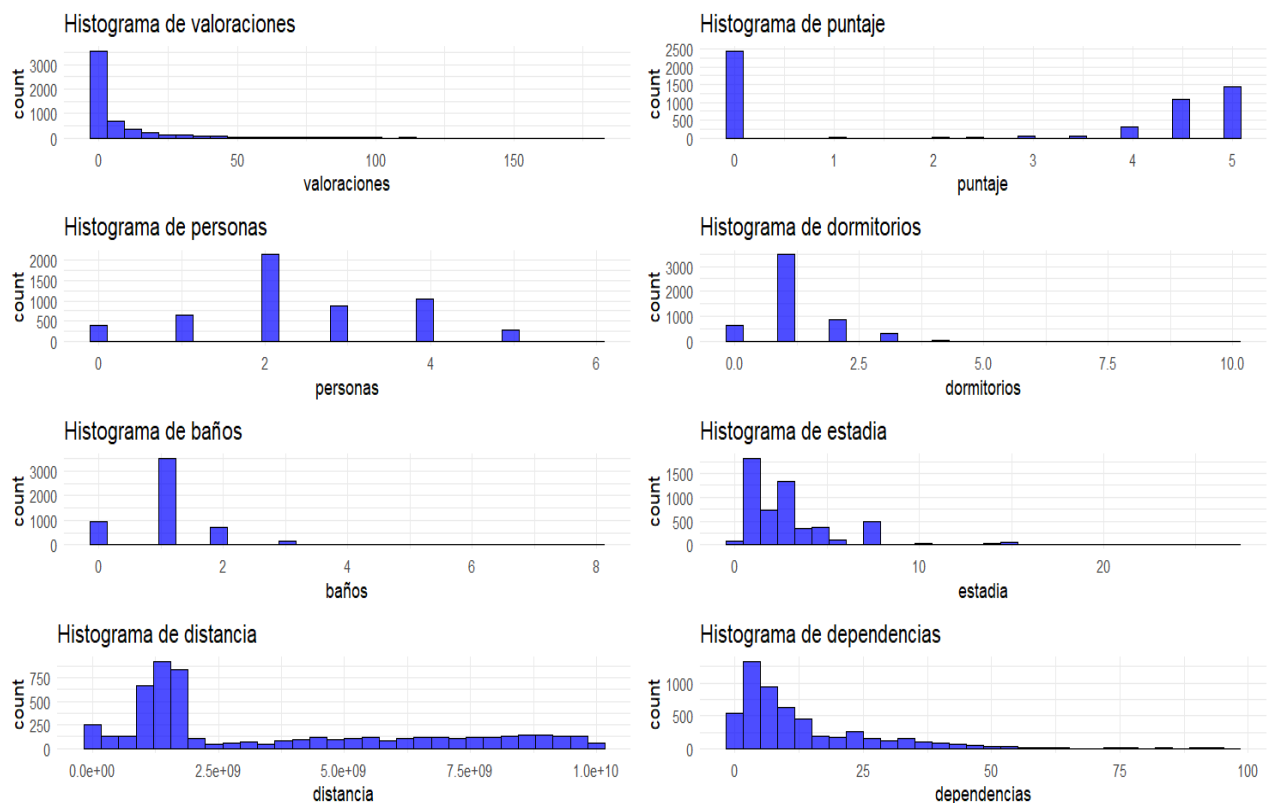 Histograma de valoraciones
count
3000
2000
1000
0
0 50 100 150
valoraciones
Histograma de puntaje
count
2500
2000
1500
1000
500
0
0 1 2 3 4 5
puntaje
Histograma de personas
count
2000
1500
1000
500
0
0 2 4 6
personas
Histograma de dormitorios
count
3000
2000
1000
0
0.0 2.5 5.0 7.5 10.0
dormitorios
Histograma de baños
count
3000
2000
1000
0
0 2 4 6 8
baños
Histograma de estadia
count
1500
1000
500
0
0 10 20
estadia
Histograma de distancia
count
750
500
250
0
0.0e+00 2.5e+09 5.0e+09 7.5e+09 1.0e+10
distancia
Histograma de dependencias
count
1000
500
0
0 25 50 75 100
dependencias